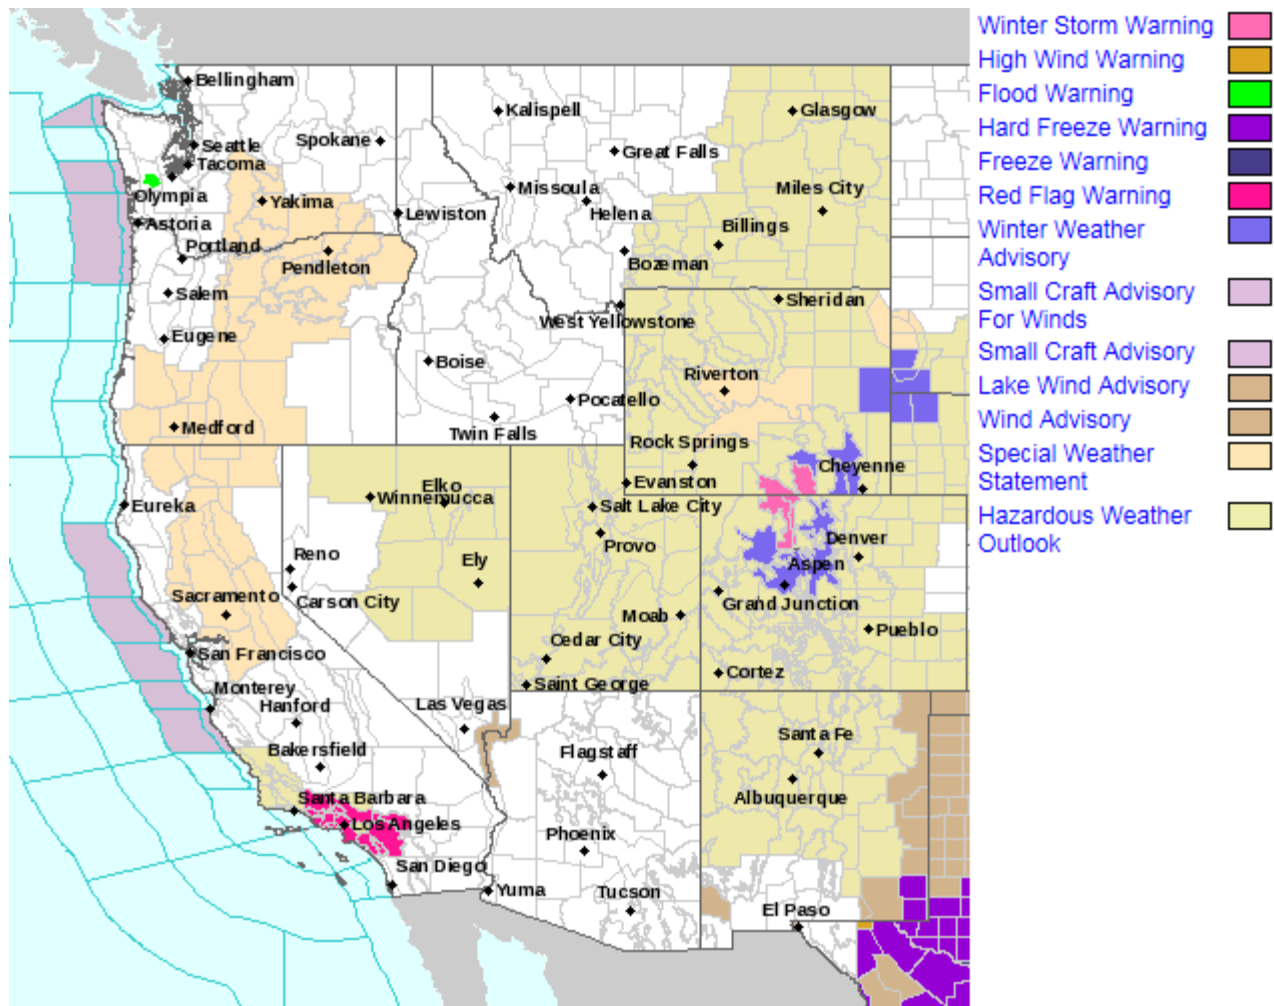 Bellingham
Seattle
Tacoma
Spokane
Olympia
Yakima
Astoria
Portland
Pendleton
Salem
Eugene
Medford
Lewiston
Kalispell
Great Falls
Missoula
Helena
Bozeman
Glasgow
Miles City
Billings
West Yellowstone
Sheridan
Riverton
Boise
Pocatello
Twin Falls
Rock Springs
Cheyenne
Evanston
Eureka
Elko
Winnemucca
Salt Lake City
Provo
Reno
Ely
Carson City
Sacramento
Denver
Aspen
Grand Junction
Moab
Pueblo
Cedar City
Cortez
Saint George
San Francisco
Monterey
Hanford
Las Vegas
Bakersfield
Flagstaff
Santa Fe
Albuquerque
Santa Barbara
Los Angeles
Phoenix
San Diego
Yuma
Tucson
El Paso
Winter Storm Warning
High Wind Warning
Flood Warning
Hard Freeze Warning
Freeze Warning
Red Flag Warning
Winter Weather
Advisory
Small Craft Advisory
For Winds
Small Craft Advisory
Lake Wind Advisory
Wind Advisory
Special Weather
Statement
Hazardous Weather
Outlook